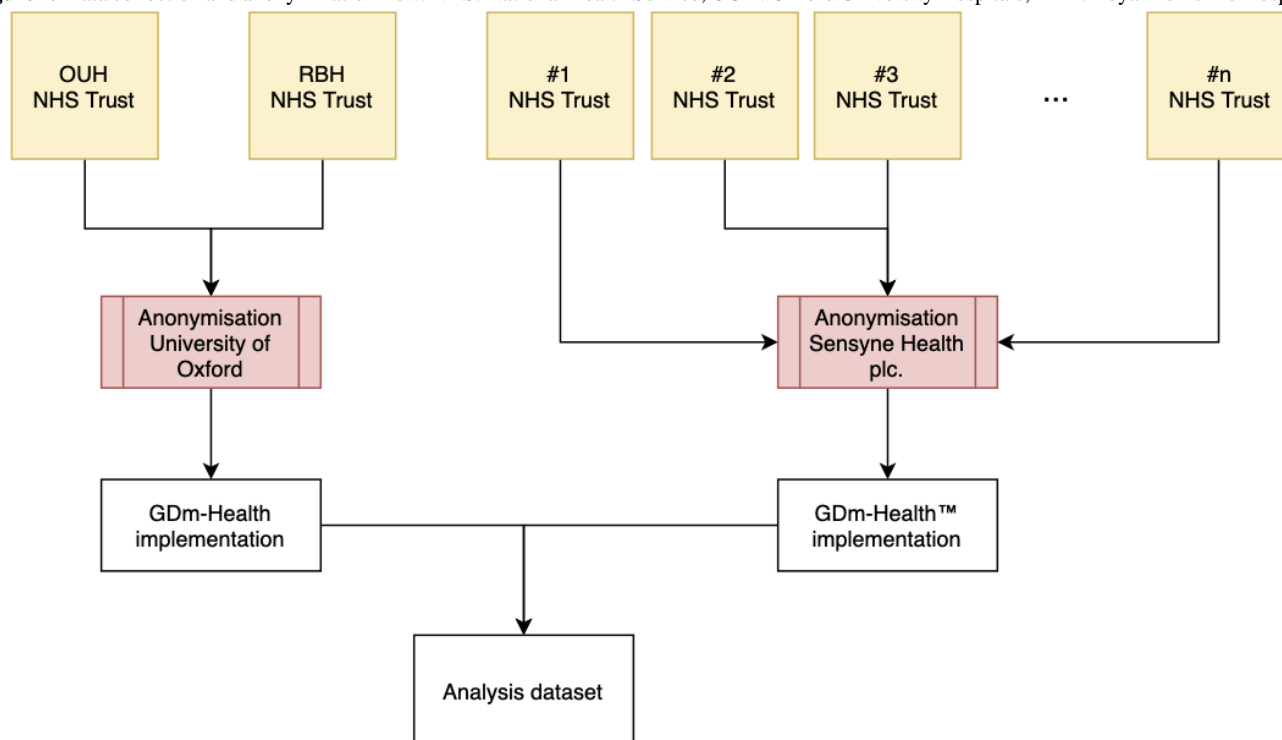 OUH
NHS Trust
RBH
NHS Trust
#1
NHS Trust
#2
NHS Trust
#3
NHS Trust
...
#n
NHS Trust
Anonymisation
University of
Oxford
Anonymisation
Sensyne Health
plc.
GDm-Health
implementation
GDm-Health™
implementation
Analysis dataset